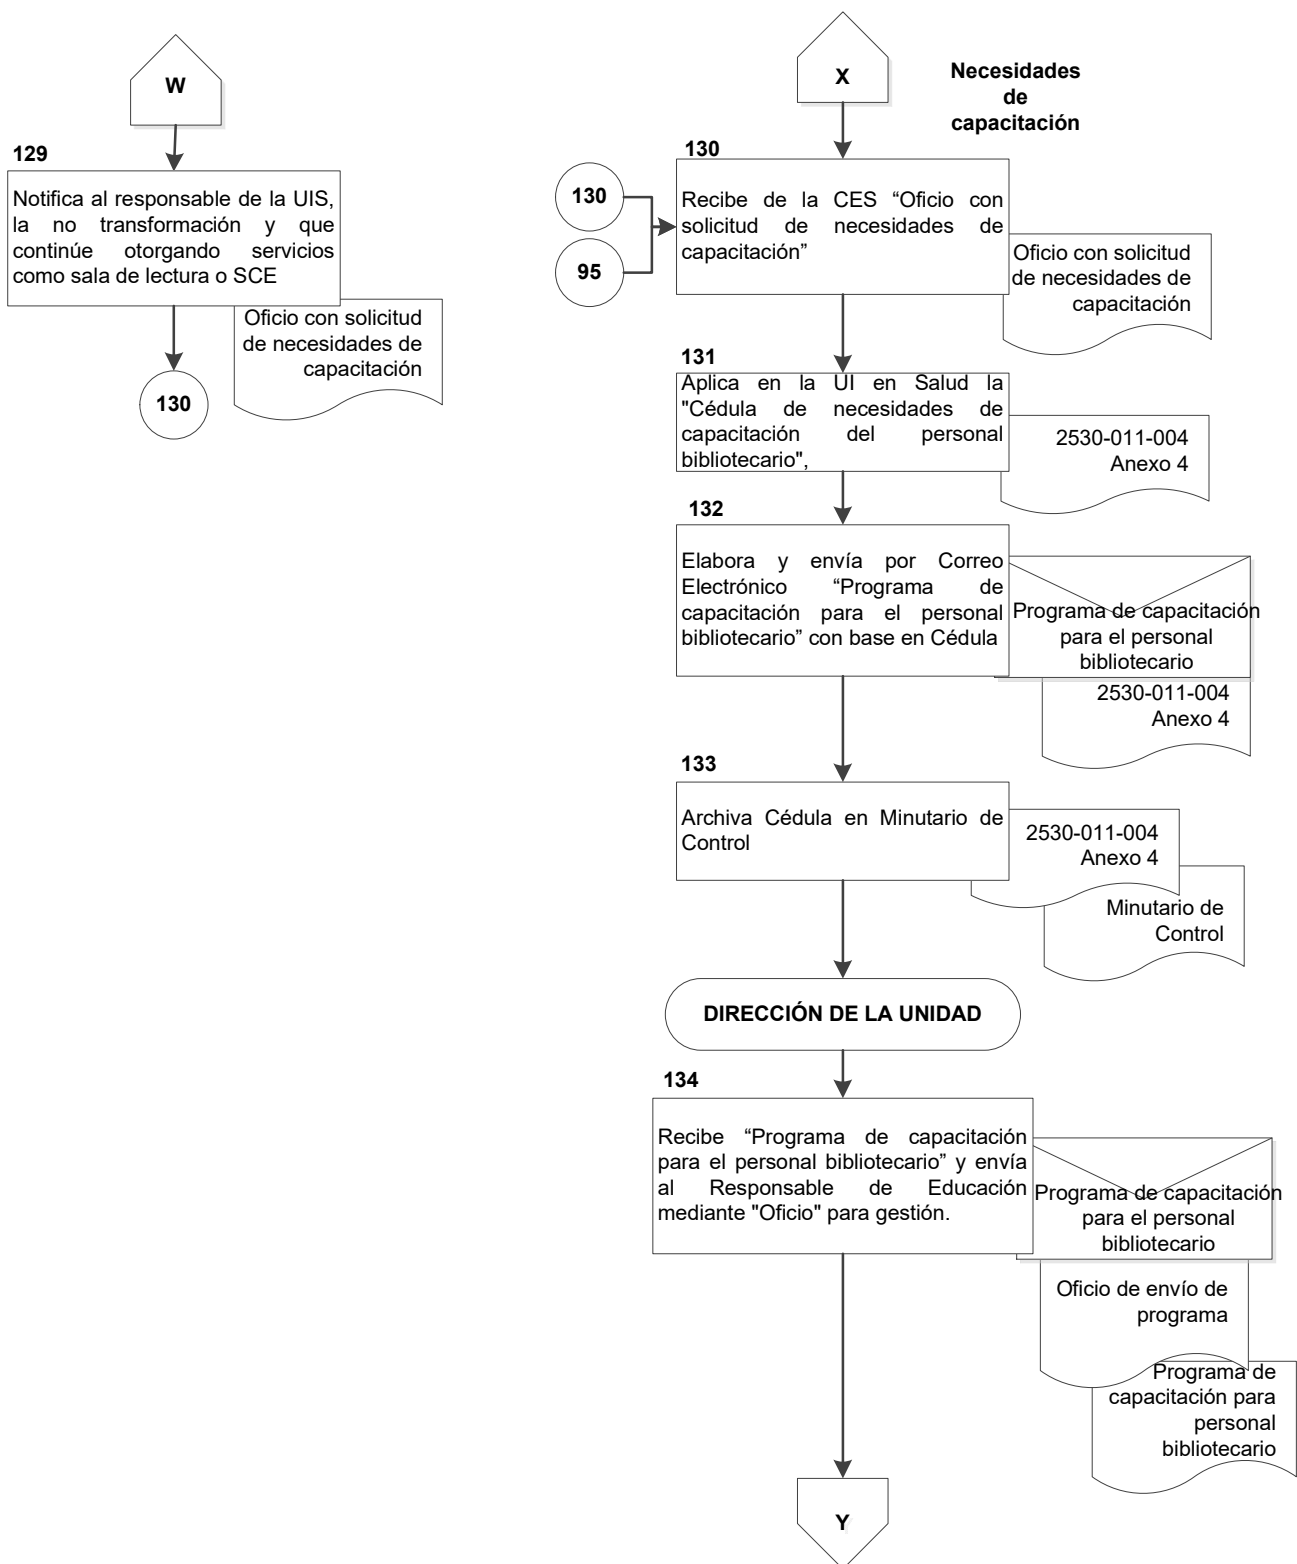 W
129
Notifica al responsable de la UIS,
la no transformación y que
continúe otorgando servicios
como sala de lectura o SCE
Oficio con solicitud
de necesidades de
capacitación
130
X
Necesidades
de
capacitación
130
130
95
Recibe de la CES “Oficio con
solicitud de necesidades de
capacitación”
Oficio con solicitud
de necesidades de
capacitación
131
Aplica en la UI en Salud la
"Cédula de necesidades de
capacitación del personal
bibliotecario",
2530-011-004
Anexo 4
132
Elabora y envía por Correo
Electrónico “Programa de
capacitación para el personal
bibliotecario” con base en Cédula
Programa de capacitación
para el personal
bibliotecario
2530-011-004
Anexo 4
133
Archiva Cédula en Minutario de
Control
2530-011-004
Anexo 4
Minutario de
Control
DIRECCIÓN DE LA UNIDAD
134
Recibe “Programa de capacitación
para el personal bibliotecario” y envía
al Responsable de Educación
mediante "Oficio" para gestión.
Programa de capacitación
para el personal
bibliotecario
Oficio de envío de
programa
Programa de
capacitación para
personal
bibliotecario
Y